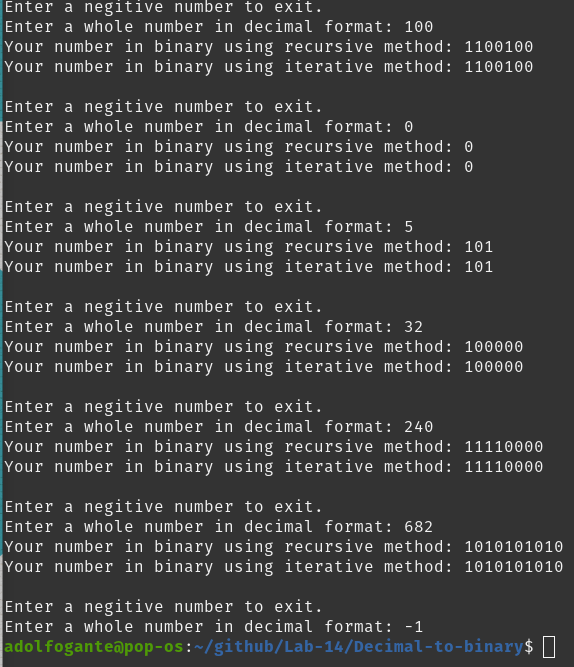 Enter a negitive number to exit.
Enter a whole number in decimal format: 100
Your number in binary using recursive method: 1100100
Your number in binary using iterative method: 1100100
Enter a negitive number to exit.
Enter a whole number in decimal format: 0
Your number in binary using recursive method: 0
Your number in binary using iterative method: 0
Enter a negitive number to exit.
Enter a whole number in decimal format: 5
Your number in binary using recursive method: 101
Your number in binary using iterative method: 101
Enter a negitive number to exit.
Enter a whole number in decimal format: 32
Your number in binary using recursive method: 100000
Your number in binary using iterative method: 100000
Enter a negitive number to exit.
Enter a whole number in decimal format: 240
Your number in binary using recursive method: 11110000
Your number in binary using iterative method: 11110000
Enter a negitive number to exit.
Enter a whole number in decimal format: 682
Your number in binary using recursive method: 1010101010
Your number in binary using iterative method: 1010101010
Enter a negitive number to exit.
Enter a whole number in decimal format: -1
adolfogante@pop-os:~/github/Lab-14/Decimal-to-binary$